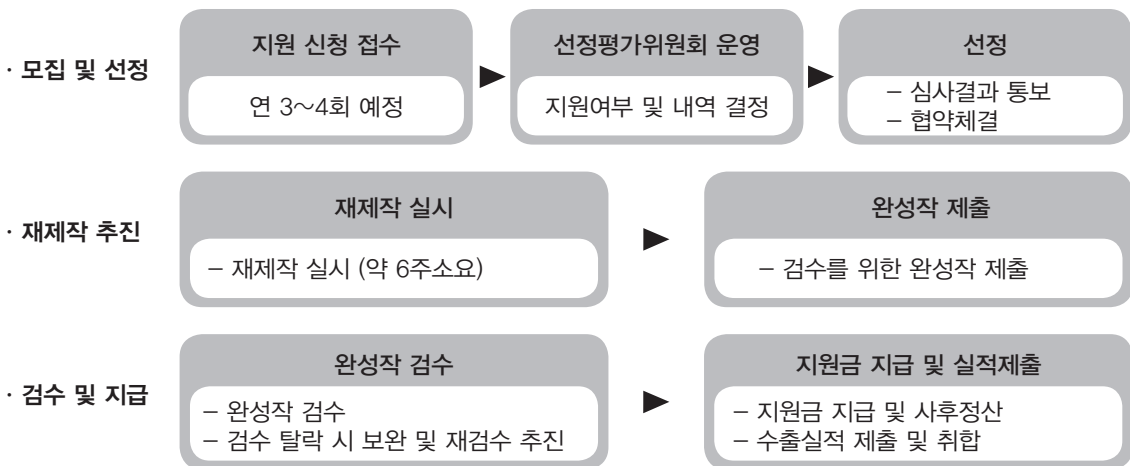 · 모집 및 선정
지원 신청 접수
연 3~4회 예정
▶
선정평가위원회 운영
지원여부 및 내역 결정
▶
선정
– 심사결과 통보
– 협약체결
· 재제작 추진
재제작 실시
– 재제작 실시 (약 6주소요)
▶
완성작 제출
– 검수를 위한 완성작 제출
· 검수 및 지급
완성작 검수
– 완성작 검수
– 검수 탈락 시 보완 및 재검수 추진
▶
지원금 지급 및 실적제출
– 지원금 지급 및 사후정산
– 수출실적 제출 및 취합